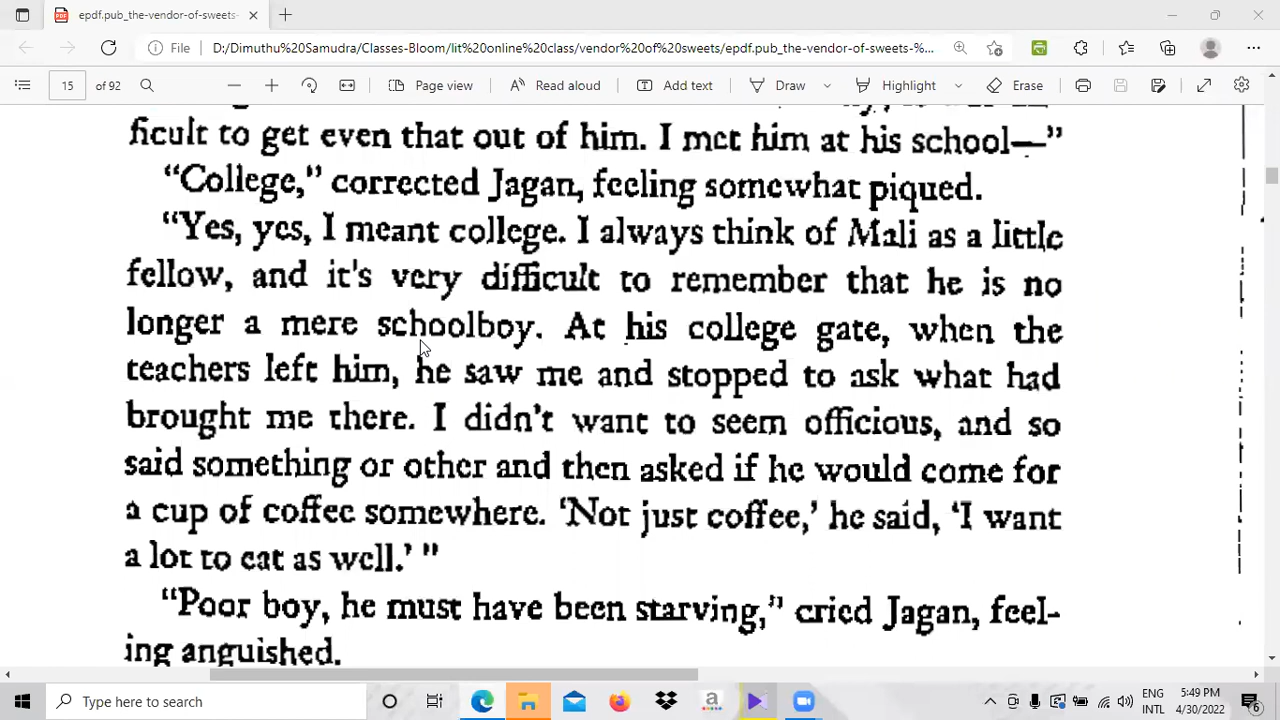 epdf.pub_the-vendor-of-sweets-
File D:/Dimuthu%20Samudra/Classes-Bloom/lit%20online%20class/vendor%20of%20sweets/epdf.pub_the-vendor-of-sweets-%...
15 of 92 Page view Read aloud Add text Draw Highlight Erase
ficult to get even that out of him. I met him at his school—"
"College," corrected Jagan, feeling somewhat piqued.
"Yes, yes, I meant college. I always think of Mali as a little
fellow, and it's very difficult to remember that he is no
longer a mere schoolboy. At his college gate, when the
teachers left him, he saw me and stopped to ask what had
brought me there. I didn't want to seem officious, and so
said something or other and then asked if he would come for
a cup of coffee somewhere. 'Not just coffee,' he said, 'I want
a lot to eat as well.' "
"Poor boy, he must have been starving," cried Jagan, feel-
ing anguished.
Type here to search
ENG
INTL
5:49 PM
4/30/2022
6